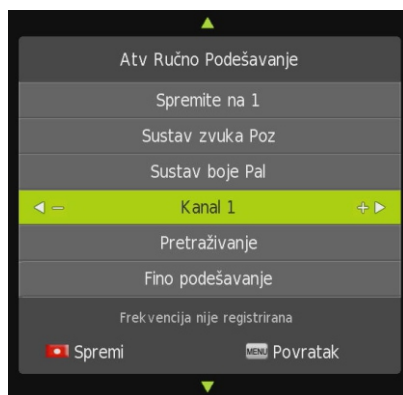 Atv Ručno Podešavanje
Spremite na 1
Sustav zvuka Poz
Sustav boje Pal
Kanal 1
Pretraživanje
Fino podešavanje
Frekvencija nije registrirana
Spremi MENU Povratak